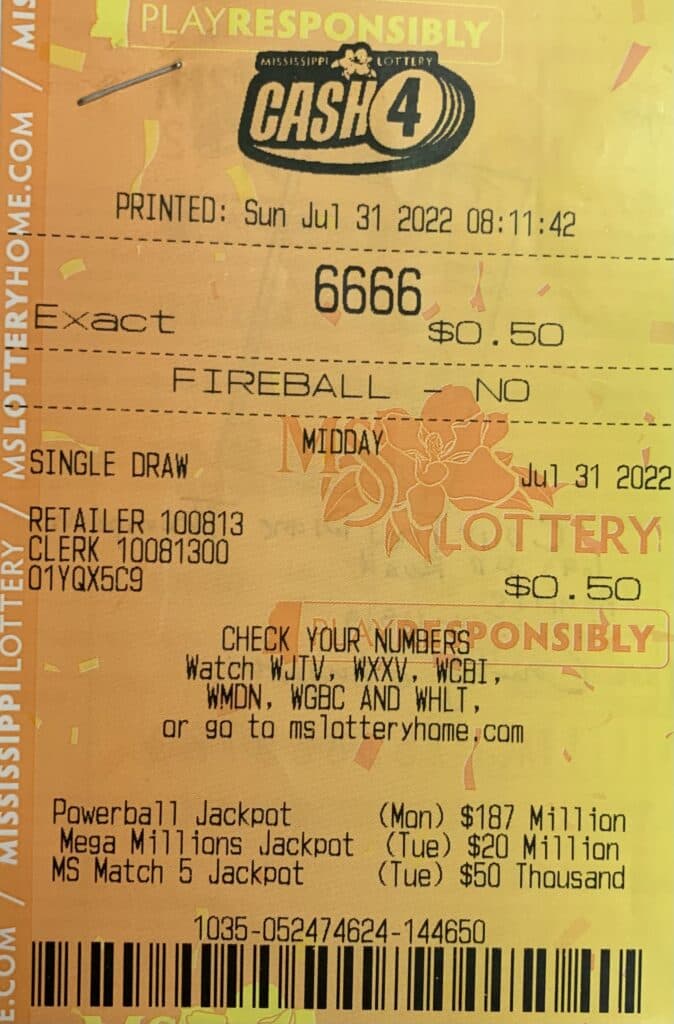 PLAYRESPONSIBLY
MISSISSIPPI LOTTERY
CASH 4
PRINTED: Sun Jul 31 2022 08:11:42
6666
Exact $0.50
FIREBALL - NO
MIDDAY
SINGLE DRAW Jul 31 2022
MS
LOTTERY
RETAILER 100813
CLERK 10081300
01YQX5C9 $0.50
PLAYRESPONSIBLY
CHECK YOUR NUMBERS
Watch WJTV, WXXV, WCBI,
WMDN, WGBC AND WHLT,
or go to mslotteryhome.com
Powerball Jackpot (Mon) $187 Million
Mega Millions Jackpot (Tue) $20 Million
MS Match 5 Jackpot (Tue) $50 Thousand
1035-052474624-144650
E.COM / MISSISSIPPI LOTTERY / MSLOTTERYHOME.COM / MIS